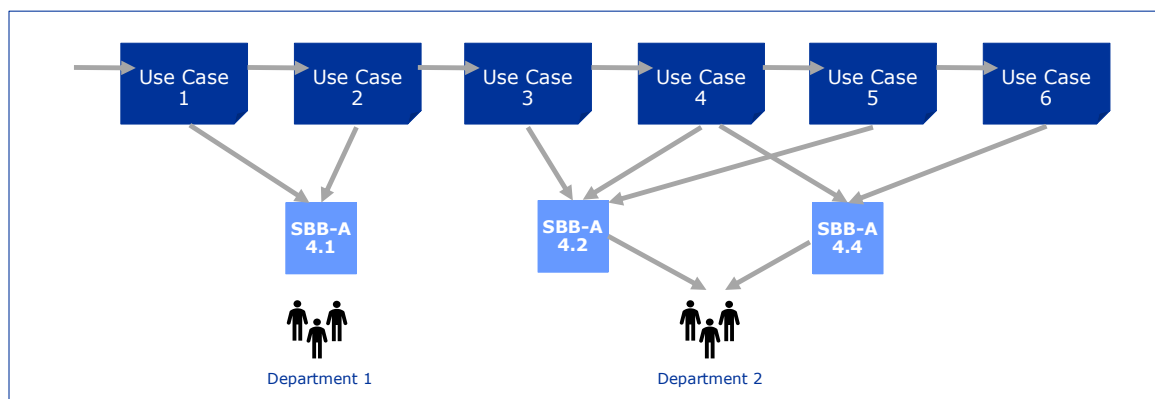 Use Case
1
Use Case
2
Use Case
3
Use Case
4
Use Case
5
Use Case
6
SBB-A
4.1
SBB-A
4.2
SBB-A
4.4
Department 1
Department 2